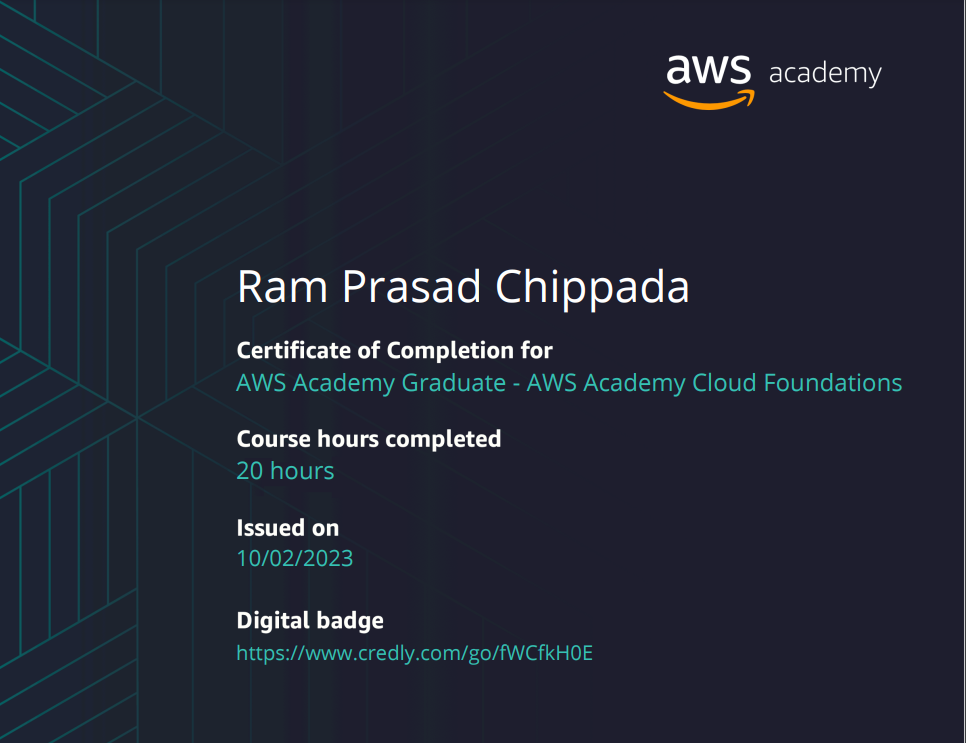 aws academy
Ram Prasad Chippada
Certificate of Completion for
AWS Academy Graduate - AWS Academy Cloud Foundations
Course hours completed
20 hours
Issued on
10/02/2023
Digital badge
https://www.credly.com/go/fWCfkH0E